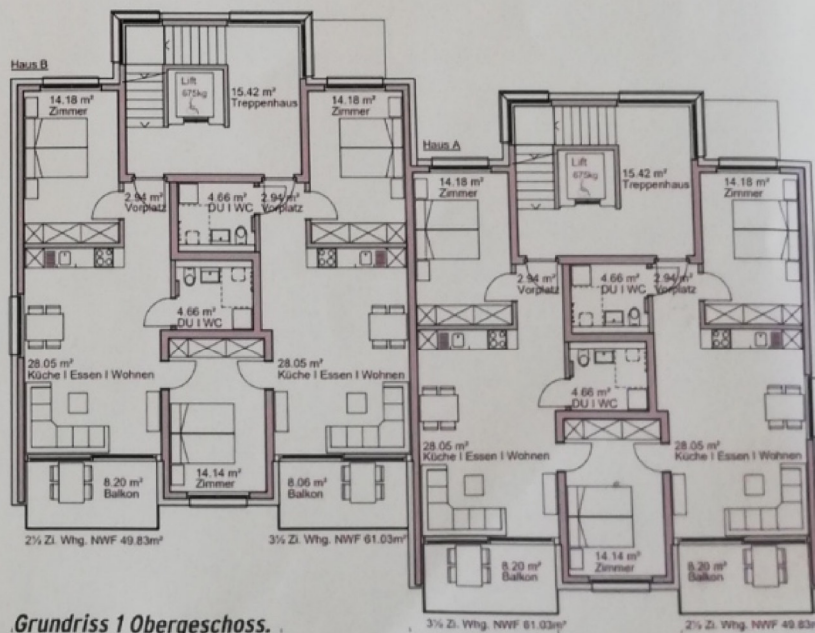 Haus B
Lift
675kg
15.42 m²
Treppenhaus
14.18 m²
Zimmer
14.18 m²
Zimmer
2.94 m²
Vorplatz
4.66 m²
DU I WC
2.94 m²
Vorplatz
4.66 m²
DU I WC
28.05 m²
Küche I Essen I Wohnen
28.05 m²
Küche I Essen I Wohnen
14.14 m²
Zimmer
8.20 m²
Balkon
8.06 m²
Balkon
2½ Zi. Whg. NWF 49.83m²
3½ Zi. Whg. NWF 61.03m²
Haus A
Lift
675kg
15.42 m²
Treppenhaus
14.18 m²
Zimmer
14.18 m²
Zimmer
2.94 m²
Vorplatz
4.66 m²
DU I WC
2.94 m²
Vorplatz
4.66 m²
DU I WC
28.05 m²
Küche I Essen I Wohnen
28.05 m²
Küche I Essen I Wohnen
14.14 m²
Zimmer
8.20 m²
Balkon
8.20 m²
Balkon
3½ Zi. Whg. NWF 61.03m²
2½ Zi. Whg. NWF 49.83m
Grundriss 1 Obergeschoss.